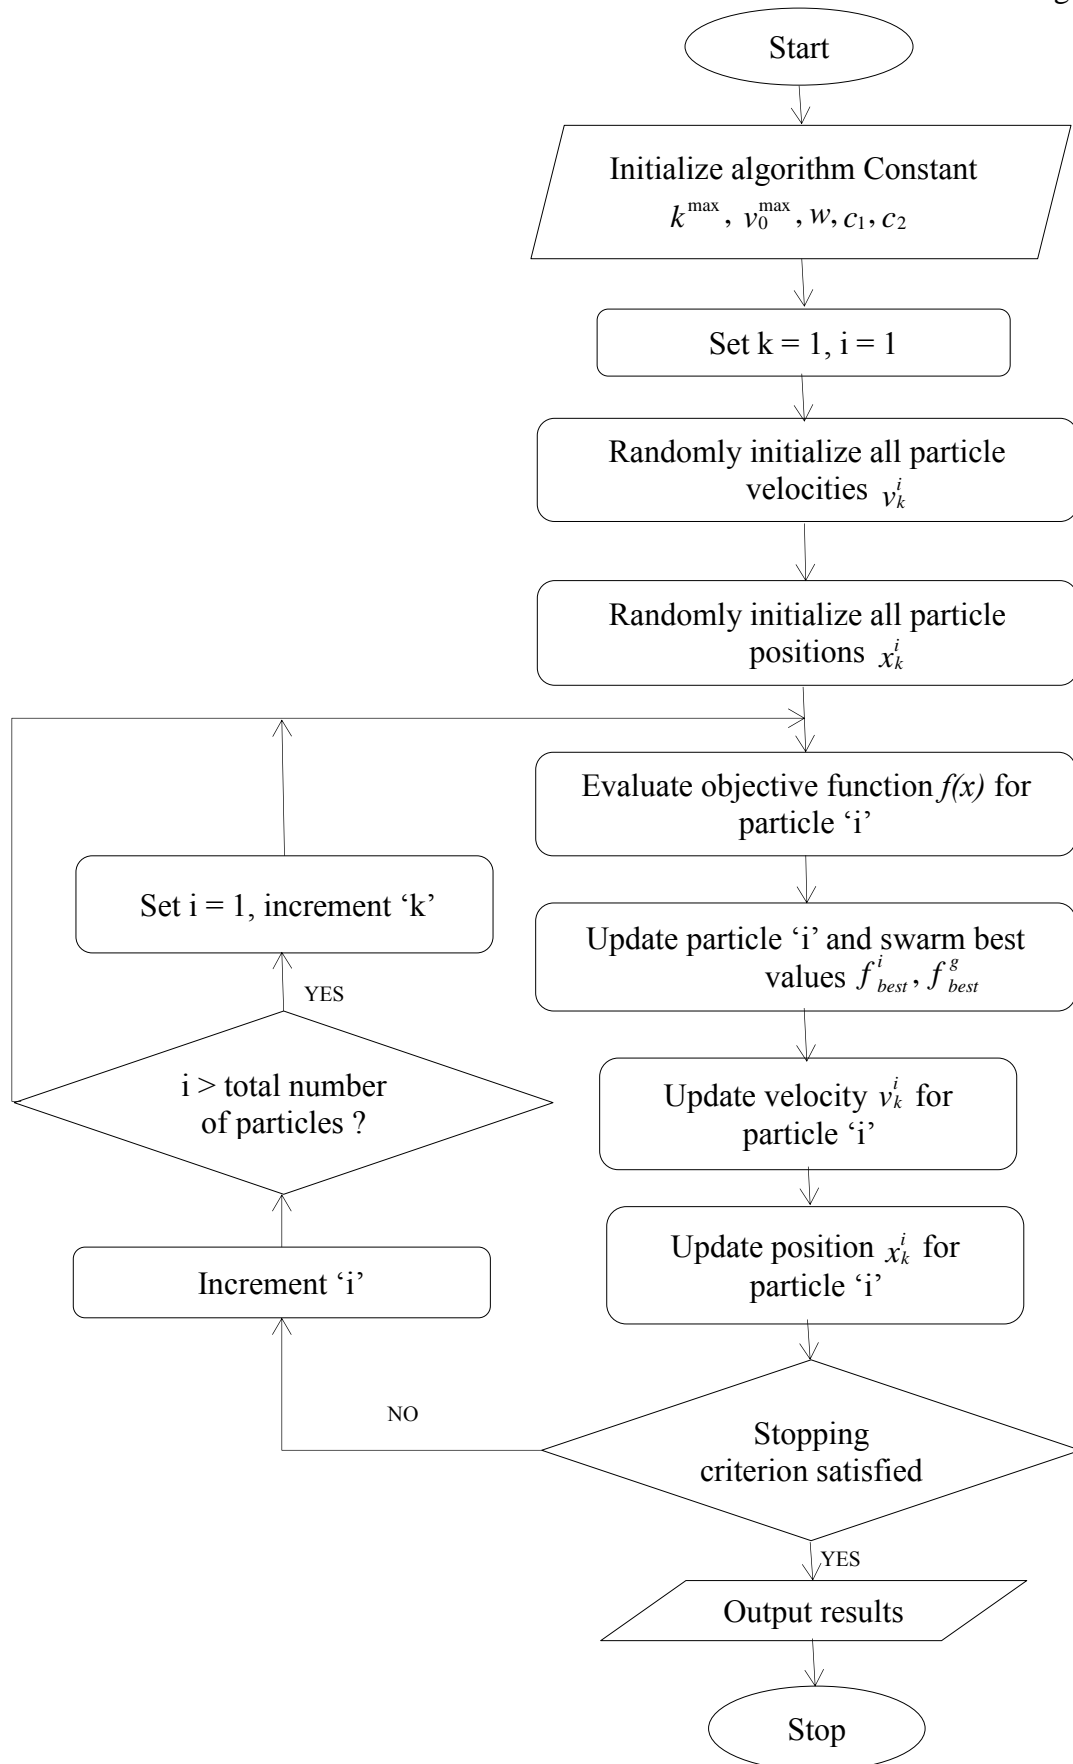 g
Start
Initialize algorithm Constant
k^max, v_0^max, w, c_1, c_2
Set k = 1, i = 1
Randomly initialize all particle
velocities v_k^i
Randomly initialize all particle
positions x_k^i
Evaluate objective function f(x) for
particle ‘i’
Update particle ‘i’ and swarm best
values f_best^i, f_best^g
Update velocity v_k^i for
particle ‘i’
Update position x_k^i for
particle ‘i’
Stopping
criterion satisfied
NO
Increment ‘i’
i > total number
of particles ?
YES
Set i = 1, increment ‘k’
YES
Output results
Stop